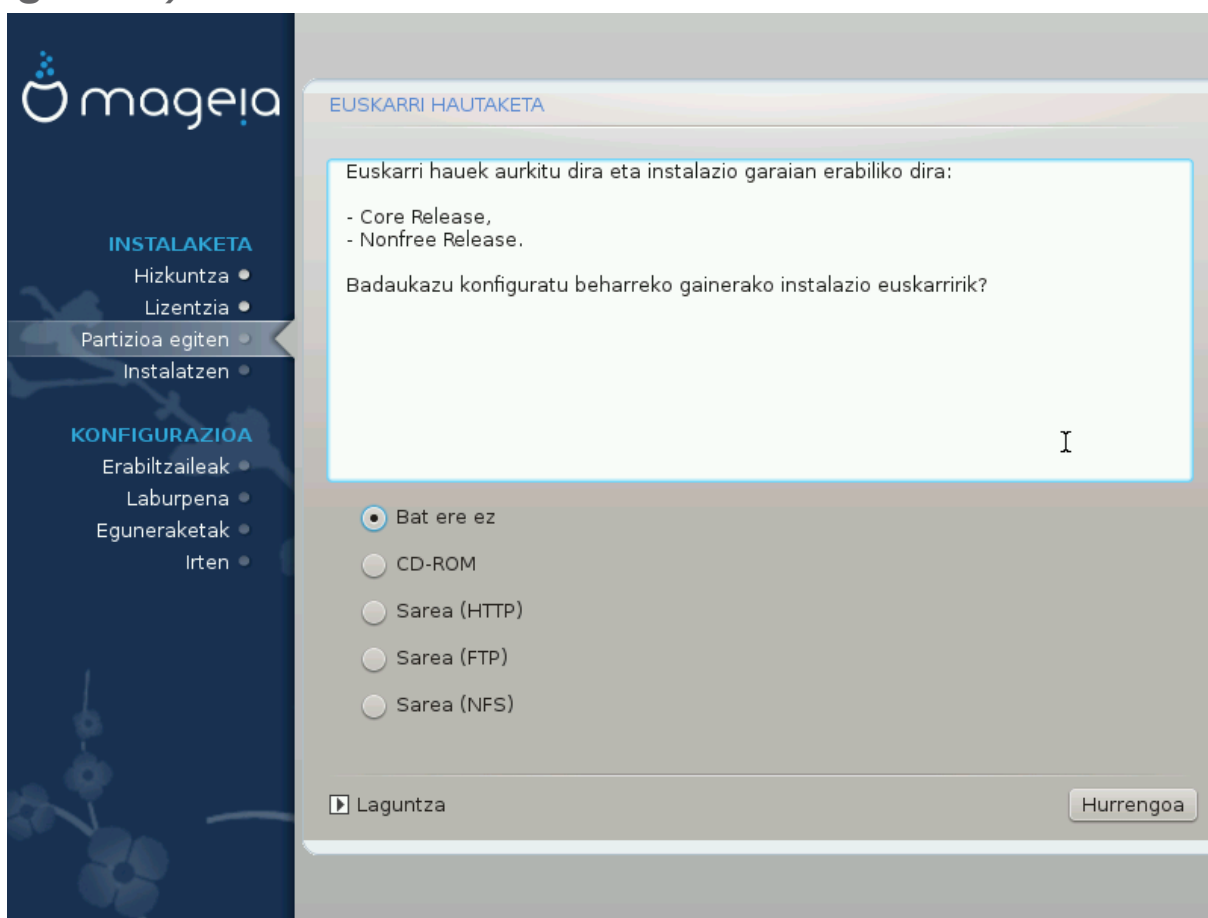 mageia
INSTALAKETA
Hizkuntza
Lizentzia
Partizioa egiten
Instalatzen
KONFIGURAZIOA
Erabiltzaileak
Laburpena
Eguneraketak
Irten
EUSKARRI HAUTAKETA
Euskarri hauek aurkitu dira eta instalazio garaian erabiliko dira:
- Core Release,
- Nonfree Release.
Badaukazu konfiguratu beharreko gainerako instalazio euskarririk?
Bat ere ez
CD-ROM
Sarea (HTTP)
Sarea (FTP)
Sarea (NFS)
Laguntza
Hurrengoa